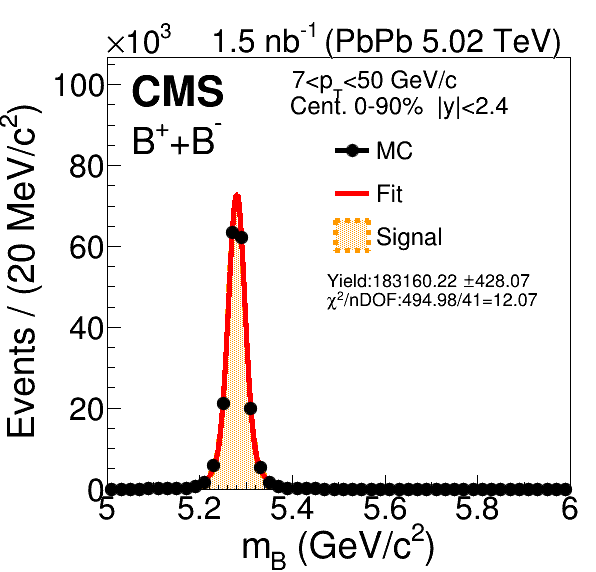 ×10³ 1.5 nb⁻¹ (PbPb 5.02 TeV)
CMS
7<p_T<50 GeV/c
Cent. 0-90% |y|<2.4
B⁺+B⁻
MC
Fit
Signal
Yield:183160.22 ±428.07
χ²/nDOF:494.98/41=12.07
Events / (20 MeV/c²)
100
80
60
40
20
0
5 5.2 5.4 5.6 5.8 6
m_B (GeV/c²)